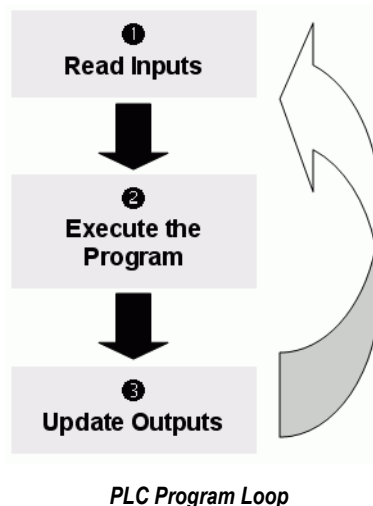 ❶
Read Inputs
❷
Execute the
Program
❸
Update Outputs
PLC Program Loop